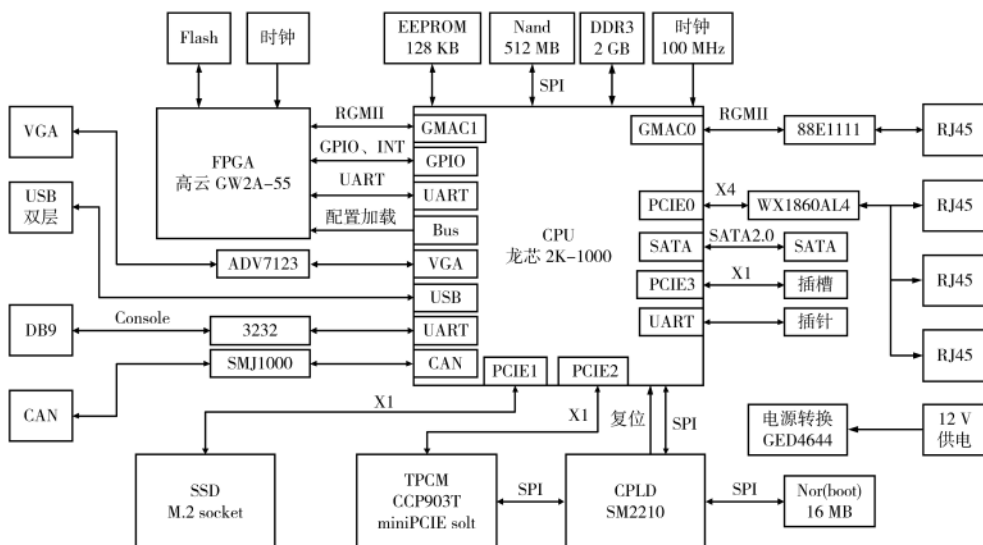 Flash
时钟
EEPROM
128 KB
Nand
512 MB
DDR3
2 GB
时钟
100 MHz
SPI
VGA
USB
双层
FPGA
高云 GW2A-55
RGMII
GPIO、INT
UART
配置加载
GMAC1
GPIO
UART
Bus
VGA
USB
UART
CAN
CPU
龙芯 2K-1000
GMAC0
PCIE0
SATA
PCIE3
UART
RGMII
88E1111
RJ45
X4
WX1860AL4
RJ45
SATA2.0
SATA
X1
插槽
RJ45
插针
RJ45
ADV7123
DB9
Console
3232
SMJ1000
CAN
PCIE1
PCIE2
X1
X1
复位
SPI
电源转换
GED4644
12 V
供电
SSD
M.2 socket
TPCM
CCP903T
miniPCIE solt
SPI
CPLD
SM2210
SPI
Nor(boot)
16 MB